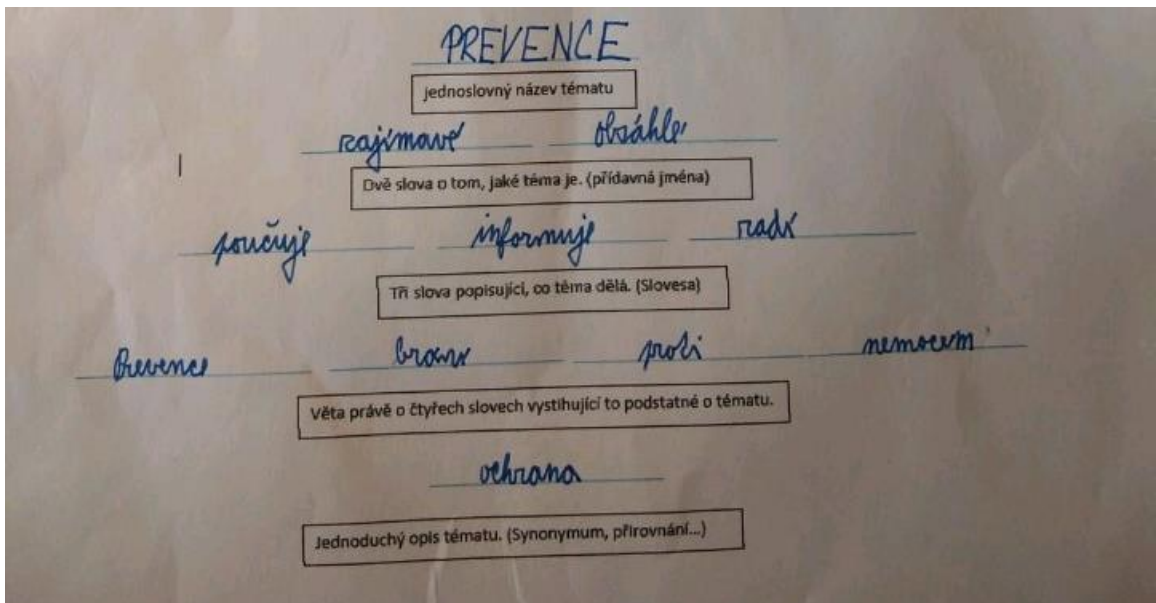 PREVENCE
jednoslovný název tématu
zajímavé obsáhlé
Dvě slova o tom, jaké téma je. (přídavná jména)
poučuje informuje radí
Tři slova popisující, co téma dělá. (Slovesa)
Prevence brání proti nemocem
Věta právě o čtyřech slovech vystihující to podstatné o tématu.
ochrana
Jednoduchý opis tématu. (Synonymum, přirovnání...)